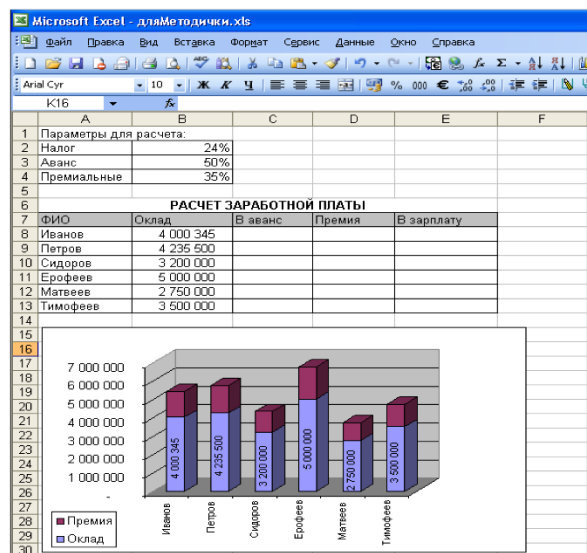 Microsoft Excel - дляМетодички.xls
Файл Правка Вид Вставка Формат Сервис Данные Окно Справка
Arial Cyr 10 Ж К Ч % 000 €
K16 fx
A B C D E F
1 Параметры для расчета:
2 Налог 24%
3 Аванс 50%
4 Премиальные 35%
5
6 РАСЧЕТ ЗАРАБОТНОЙ ПЛАТЫ
7 ФИО Оклад В аванс Премия В зарплату
8 Иванов 4 000 345
9 Петров 4 235 500
10 Сидоров 3 200 000
11 Ерофеев 5 000 000
12 Матвеев 2 750 000
13 Тимофеев 3 500 000
14
15
16
17 7 000 000
18 6 000 000
19
20 5 000 000
21 4 000 000
22
23 3 000 000
24 2 000 000
25 1 000 000
26 -
4 000 345 4 235 500 3 200 000 5 000 000 2 750 000 3 500 000
27
Иванов Петров Сидоров Ерофеев Матвеев Тимофеев
28 Премия
29 Оклад
30